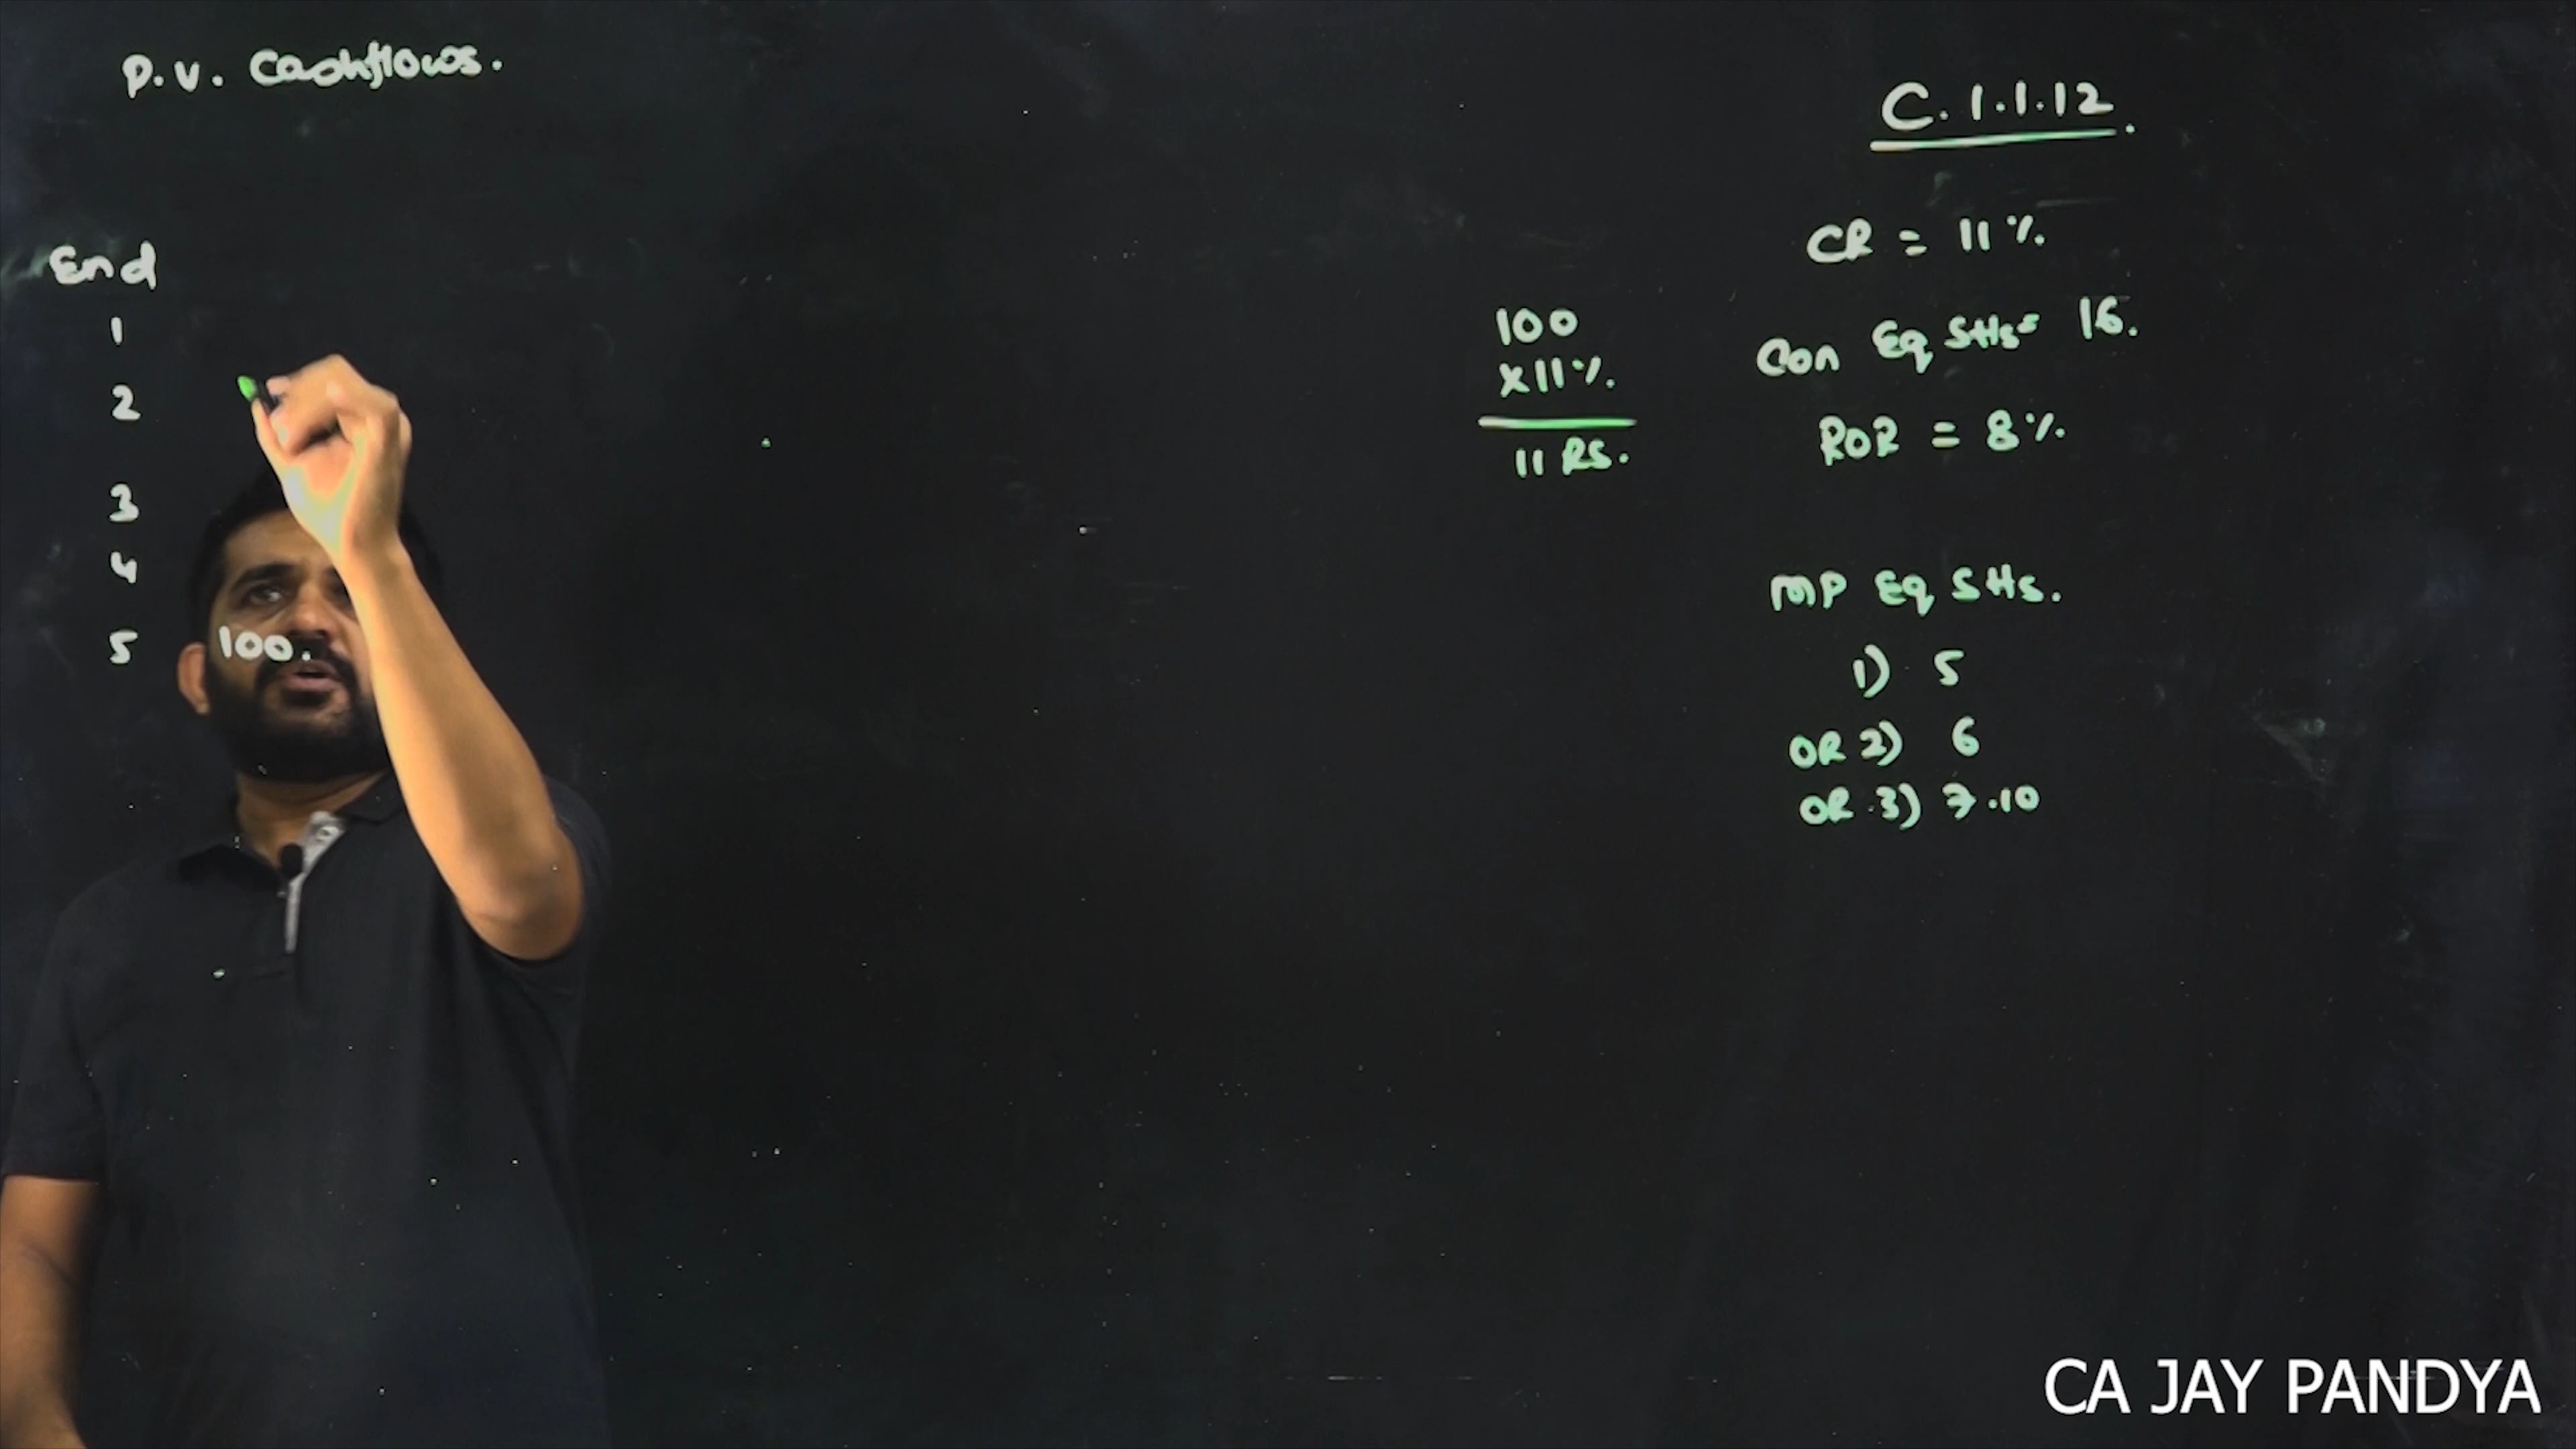 P.V. Cashflows.
End
1
2
3
4
5 100.
100
x11%.
11 RS.
C. 1.1.12.
CR = 11%.
Con Eq SHs= 16.
ROR = 8%.
MP Eq SHs.
1) 5
OR 2) 6
OR 3) 7.10
CA JAY PANDYA